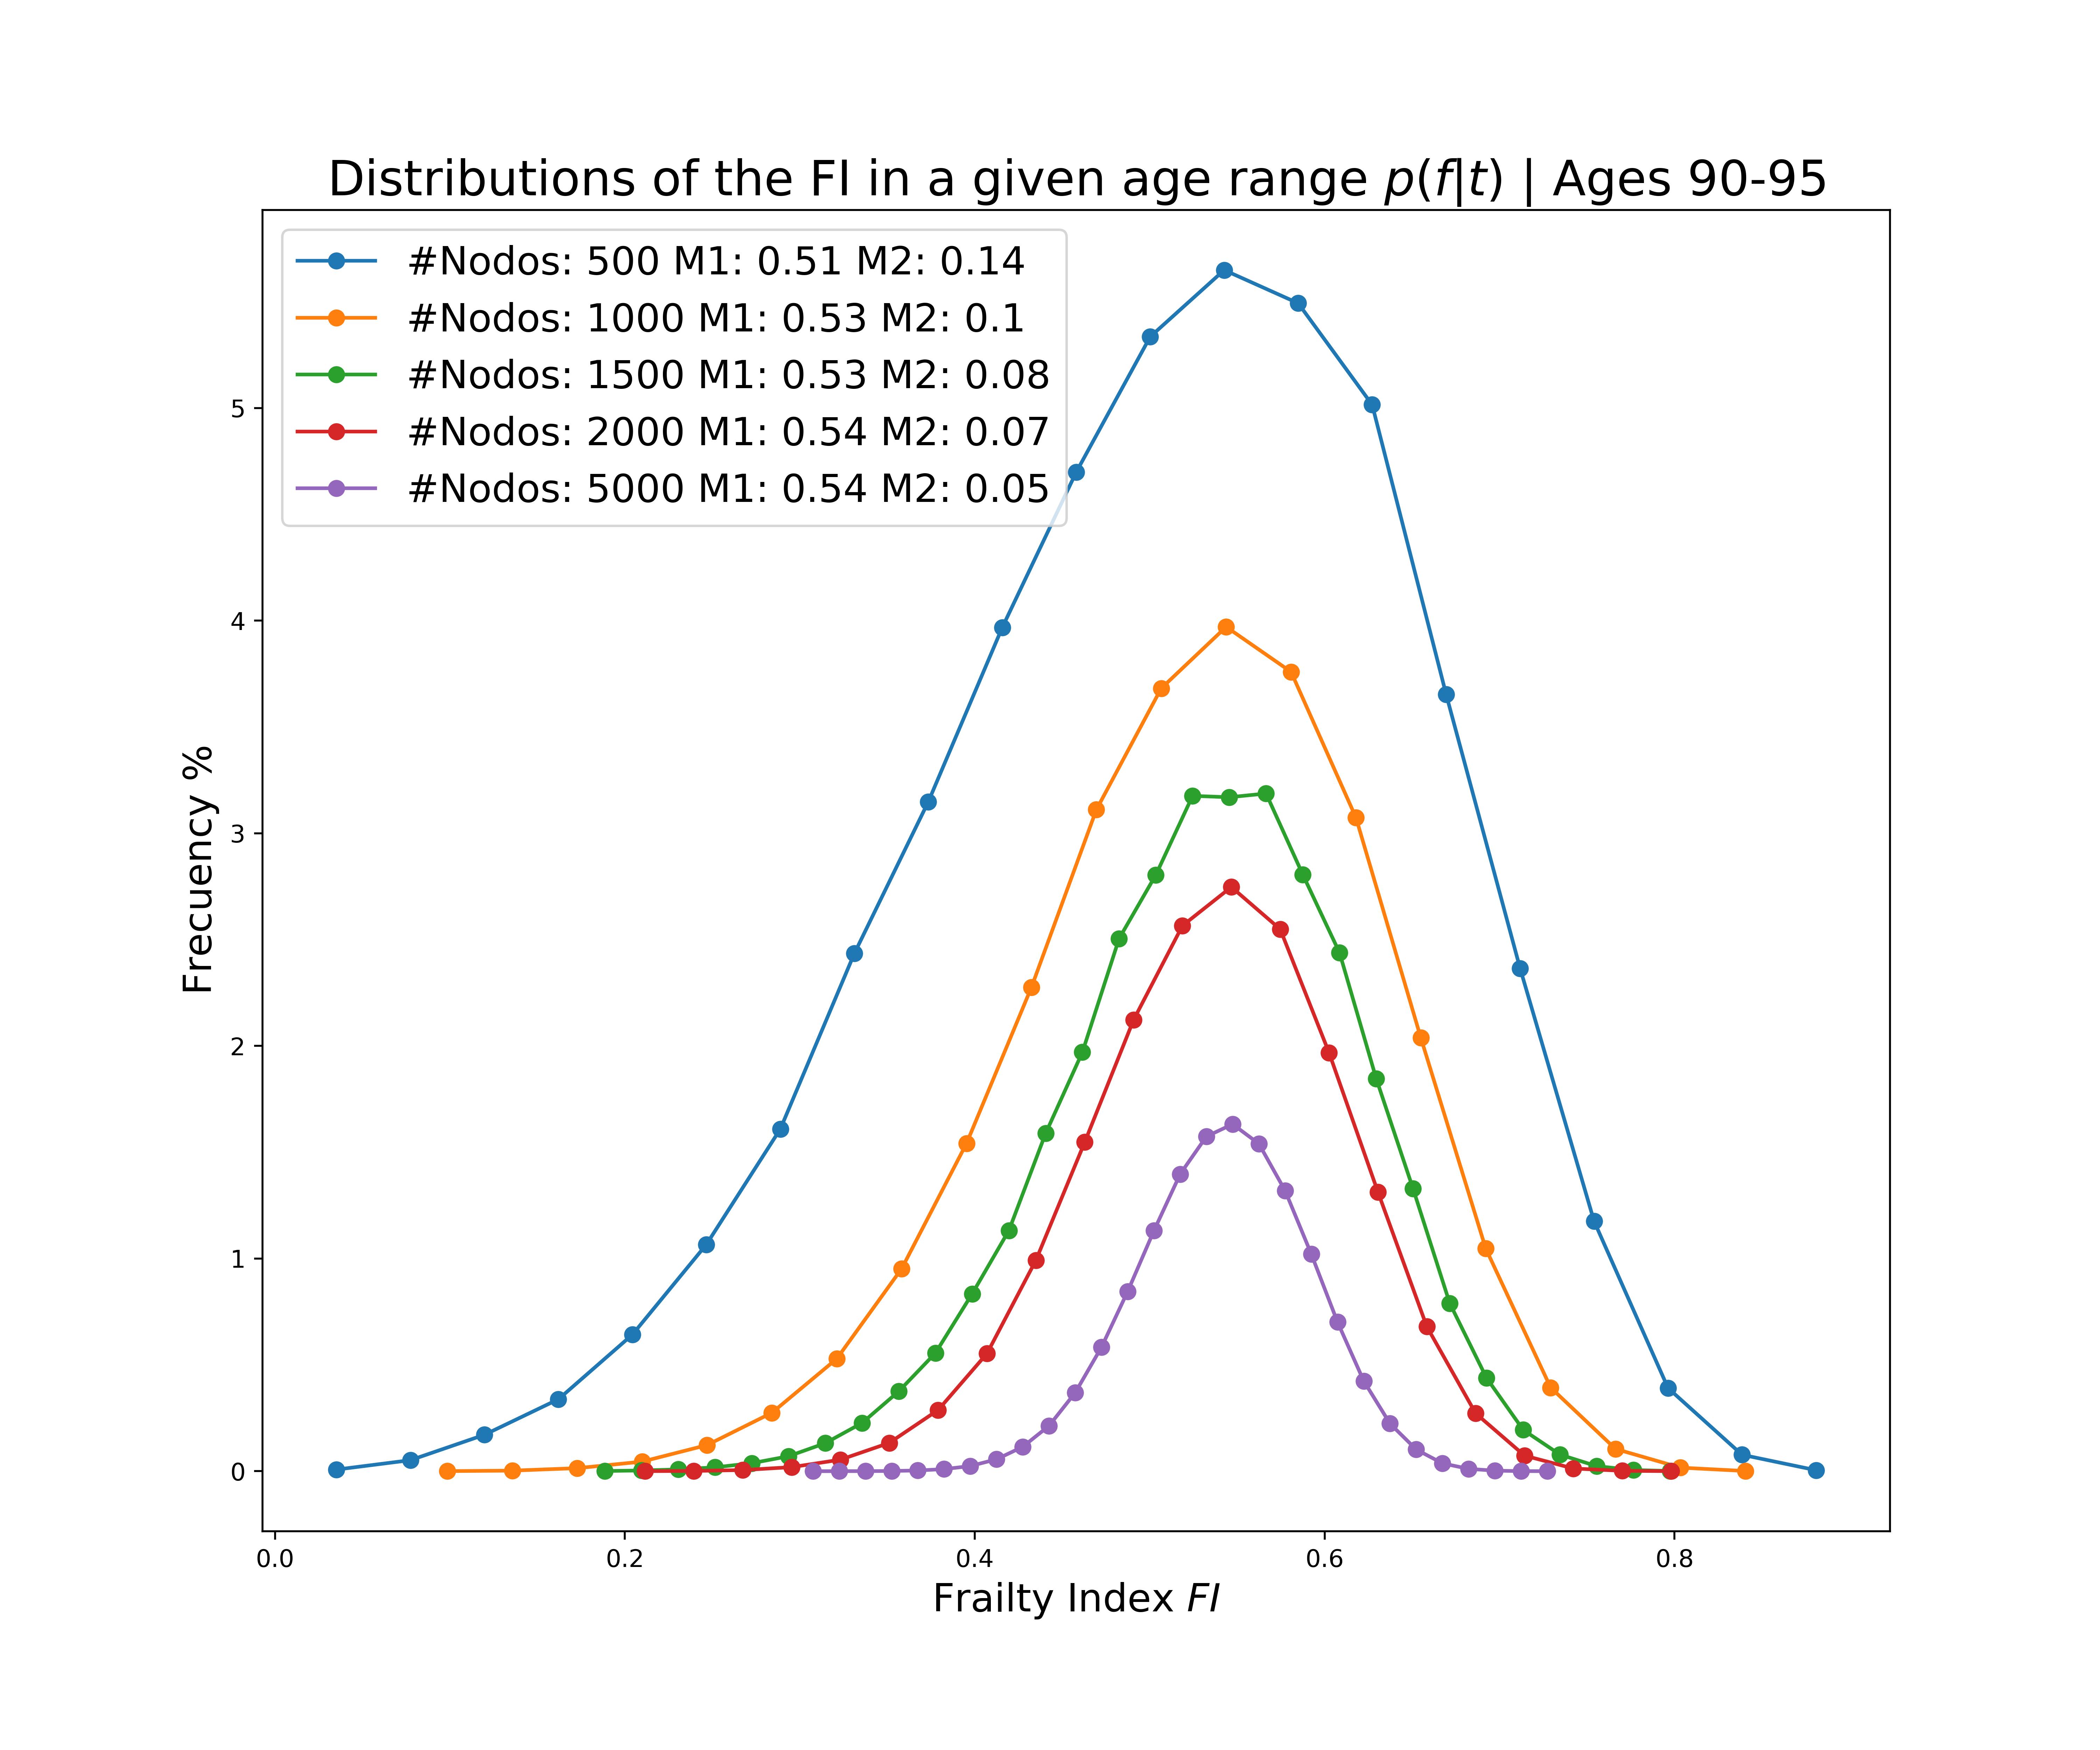 Distributions of the FI in a given age range p(f|t) | Ages 90-95
#Nodos: 500 M1: 0.51 M2: 0.14
#Nodos: 1000 M1: 0.53 M2: 0.1
#Nodos: 1500 M1: 0.53 M2: 0.08
#Nodos: 2000 M1: 0.54 M2: 0.07
#Nodos: 5000 M1: 0.54 M2: 0.05
Frecuency %
5
4
3
2
1
0
0.0 0.2 0.4 0.6 0.8
Frailty Index FI